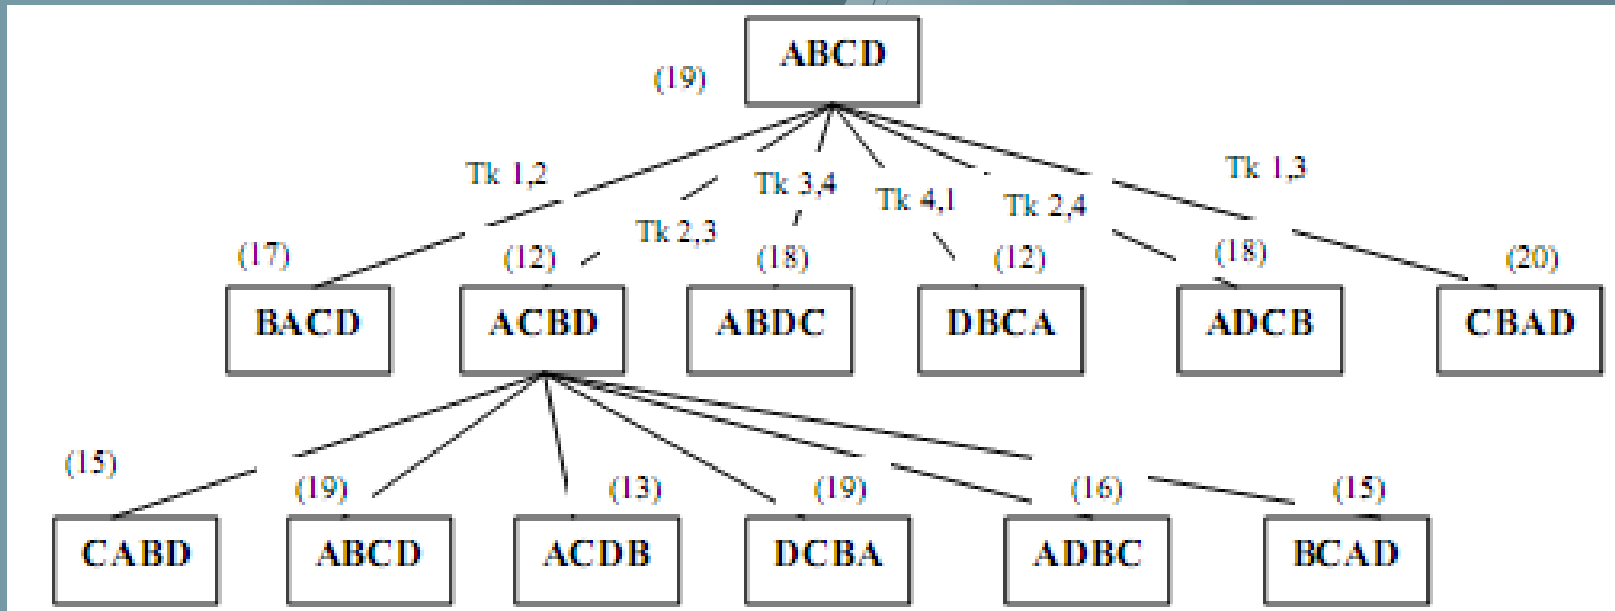 ABCD
(19)
Tk 1,2
Tk 2,3
Tk 3,4
Tk 4,1
Tk 2,4
Tk 1,3
(17)
(12)
(18)
(12)
(18)
(20)
BACD
ACBD
ABDC
DBCA
ADCB
CBAD
(15)
(19)
(13)
(19)
(16)
(15)
CABD
ABCD
ACDB
DCBA
ADBC
BCAD